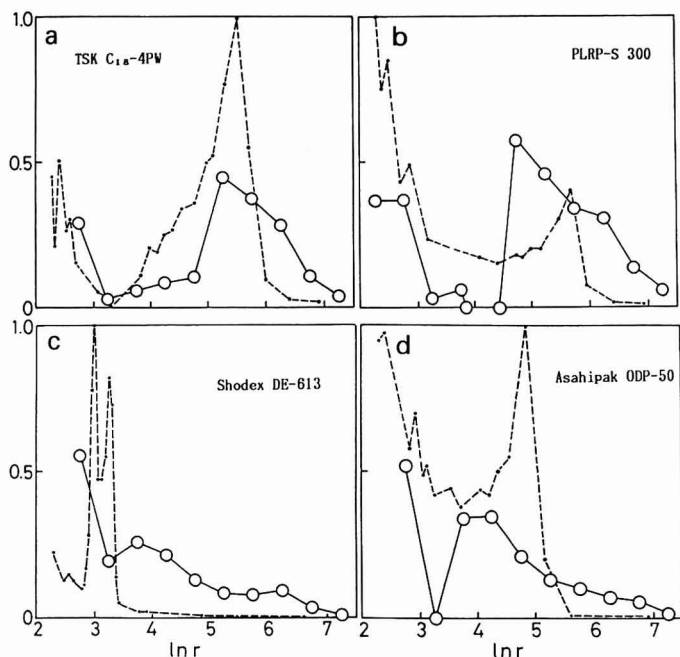 a
TSK C₁₈-4PW
b
PLRP-S 300
1.0
0.5
0
c
Shodex DE-613
d
Asahipak ODP-50
1.0
0.5
0
2 3 4 5 6 7
2 3 4 5 6 7
ln r
ln r